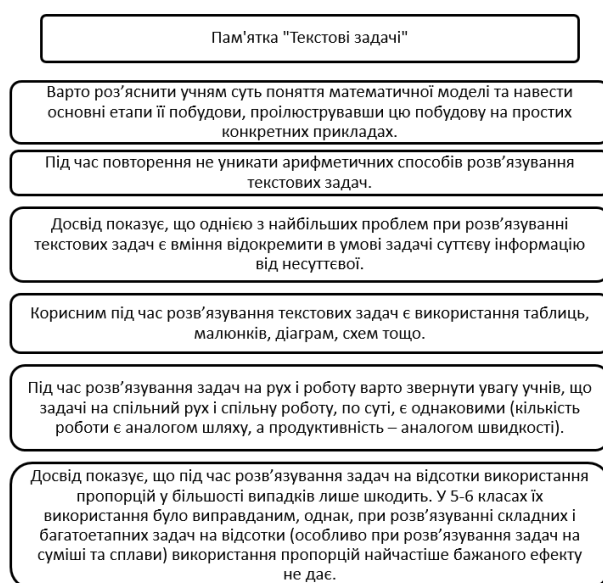 Пам'ятка "Текстові задачі"
Варто роз’яснити учням суть поняття математичної моделі та навести
основні етапи її побудови, проілюструвавши цю побудову на простих
конкретних прикладах.
Під час повторення не уникати арифметичних способів розв’язування
текстових задач.
Досвід показує, що однією з найбільших проблем при розв’язуванні
текстових задач є вміння відокремити в умові задачі суттєву інформацію
від несуттєвої.
Корисним під час розв’язування текстових задач є використання таблиць,
малюнків, діаграм, схем тощо.
Під час розв’язування задач на рух і роботу варто звернути увагу учнів, що
задачі на спільний рух і спільну роботу, по суті, є однаковими (кількість
роботи є аналогом шляху, а продуктивність – аналогом швидкості).
Досвід показує, що під час розв’язування задач на відсотки використання
пропорцій у більшості випадків лише шкодить. У 5-6 класах їх
використання було виправданим, однак, при розв’язуванні складних і
багатоетапних задач на відсотки (особливо при розв’язування задач на
суміші та сплави) використання пропорцій найчастіше бажаного ефекту
не дає.